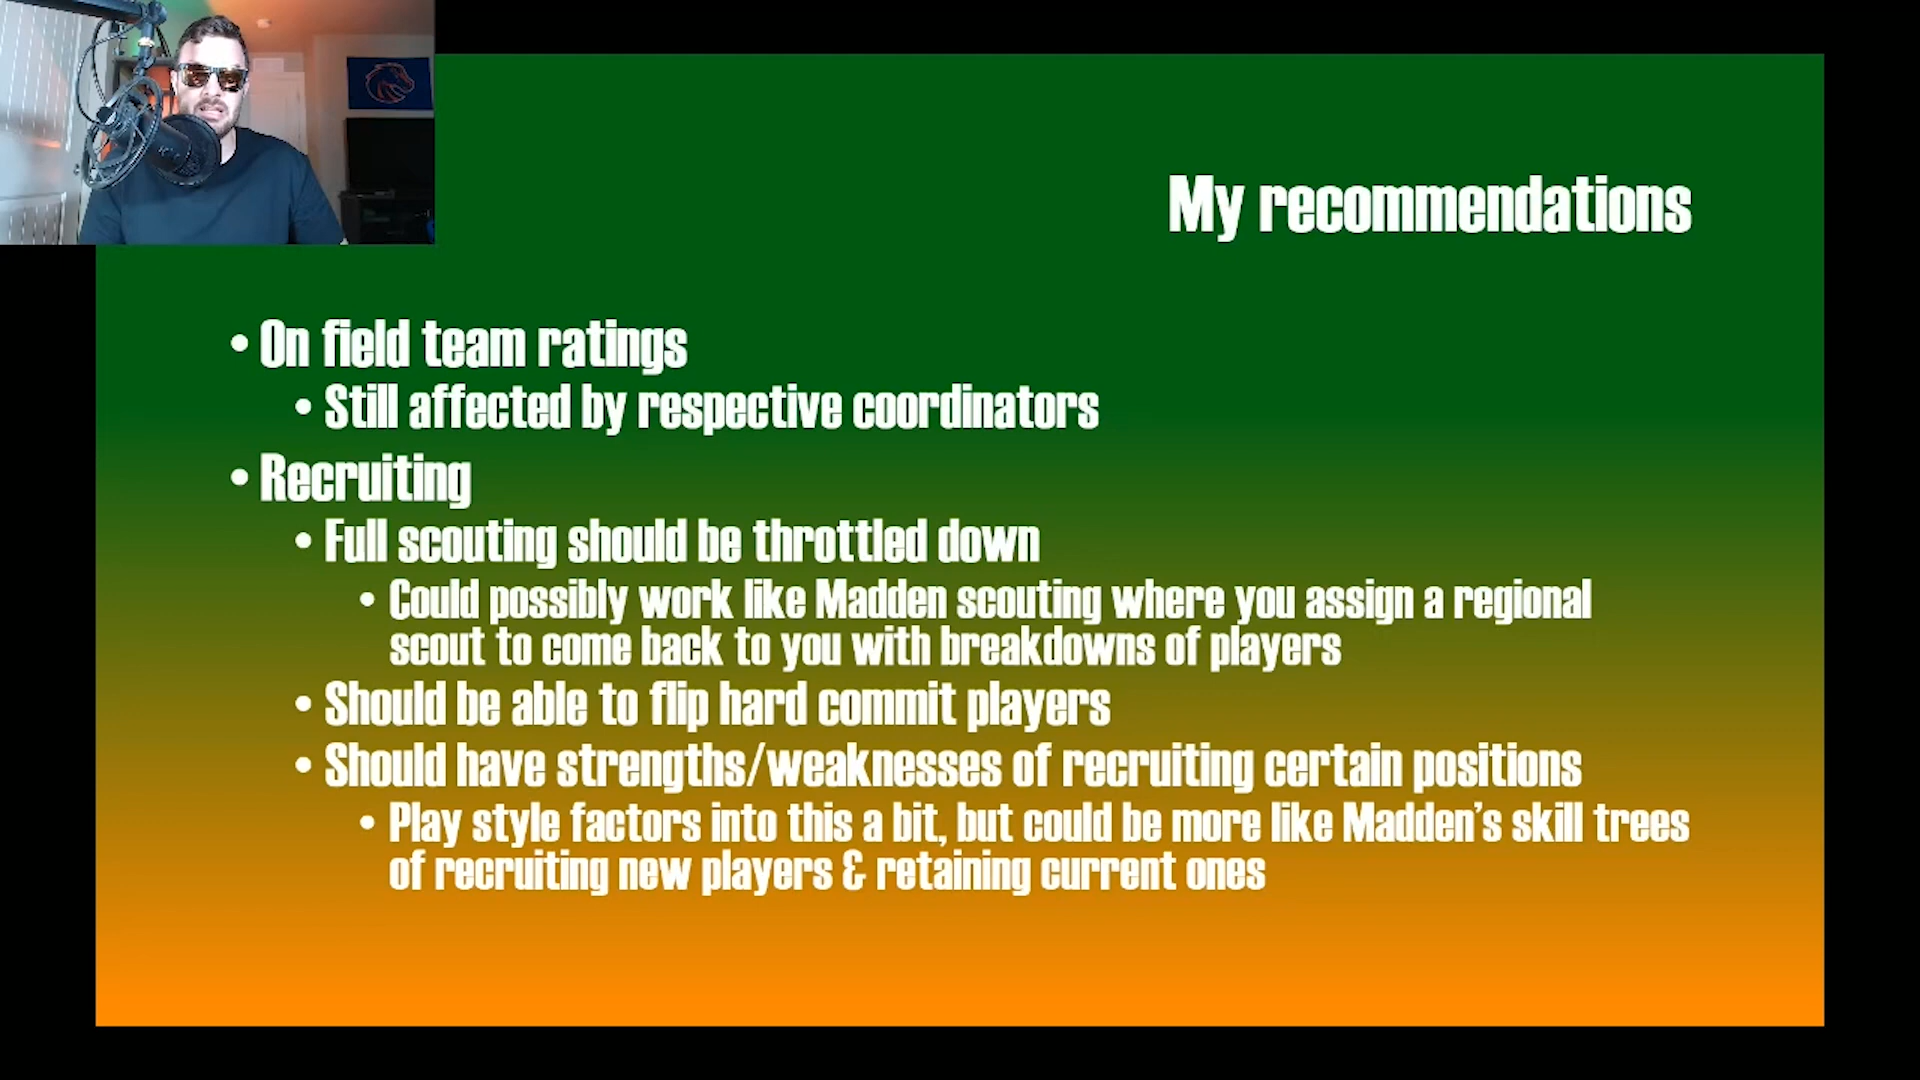 My recommendations
• On field team ratings
• Still affected by respective coordinators
• Recruiting
• Full scouting should be throttled down
• Could possibly work like Madden scouting where you assign a regional
scout to come back to you with breakdowns of players
• Should be able to flip hard commit players
• Should have strengths/weaknesses of recruiting certain positions
• Play style factors into this a bit, but could be more like Madden's skill trees
of recruiting new players & retaining current ones